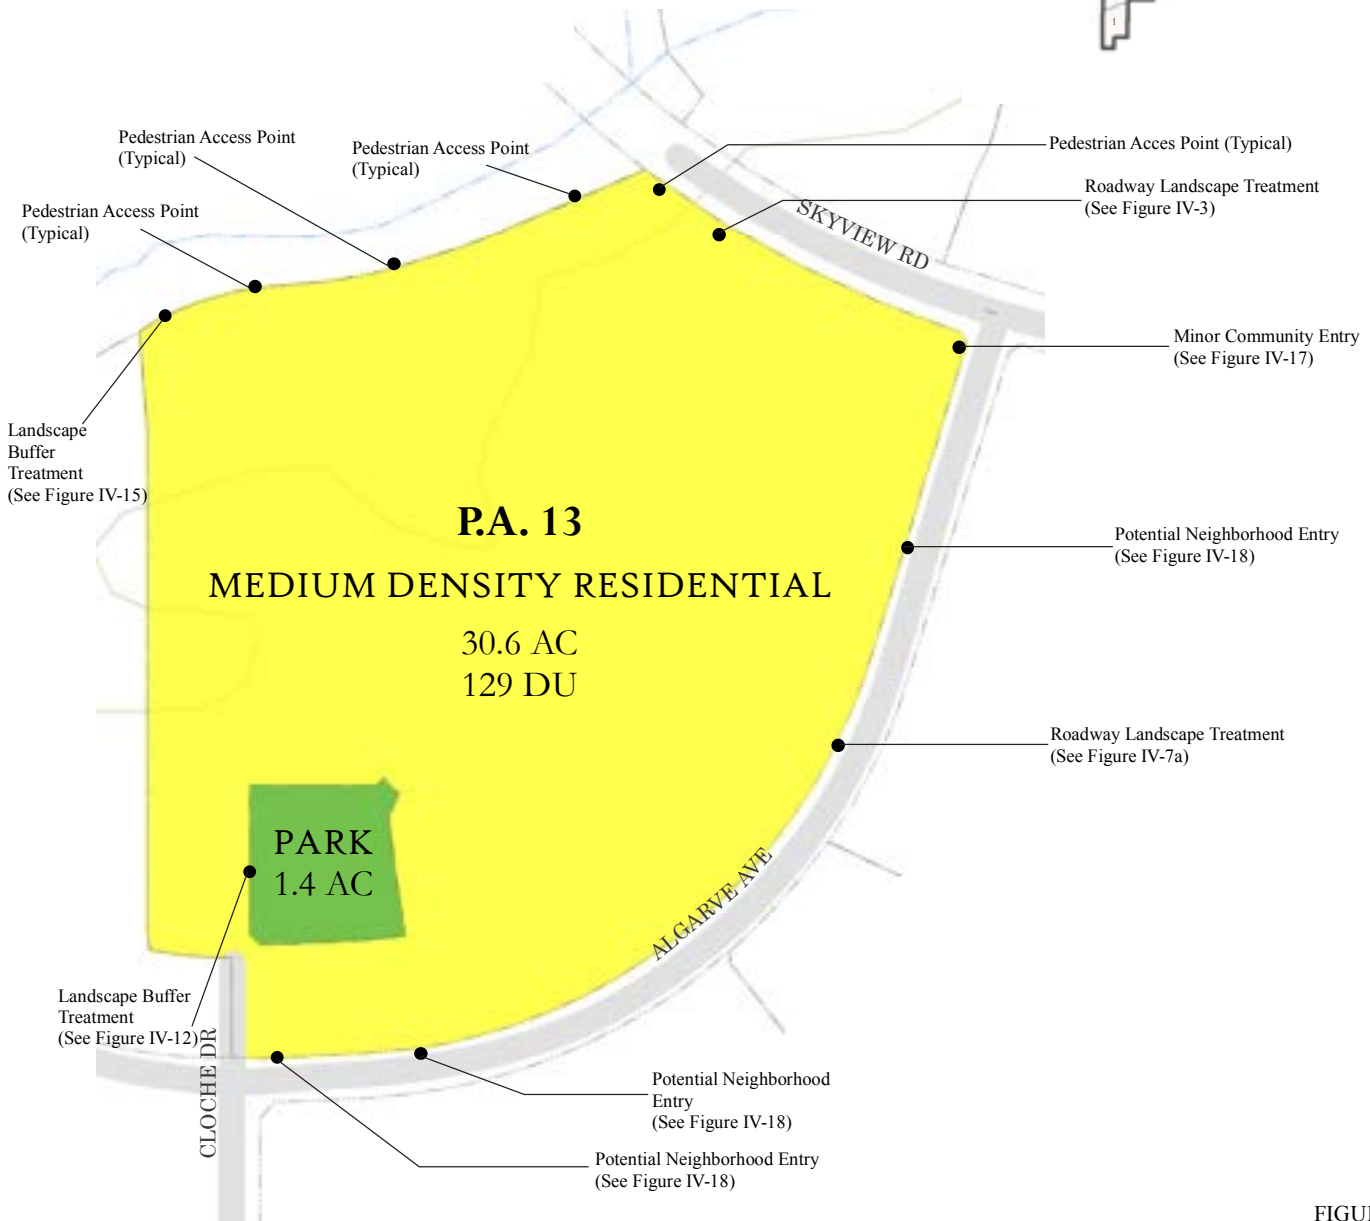 1
Pedestrian Access Point
(Typical)
Pedestrian Access Point
(Typical)
Pedestrian Acces Point (Typical)
Roadway Landscape Treatment
(See Figure IV-3)
Pedestrian Access Point
(Typical)
SKYVIEW RD
Minor Community Entry
(See Figure IV-17)
Landscape
Buffer
Treatment
(See Figure IV-15)
P.A. 13
MEDIUM DENSITY RESIDENTIAL
30.6 AC
129 DU
Potential Neighborhood Entry
(See Figure IV-18)
Roadway Landscape Treatment
(See Figure IV-7a)
PARK
1.4 AC
ALGARVE AVE
Landscape Buffer
Treatment
(See Figure IV-12)
CLOCHE DR
Potential Neighborhood
Entry
(See Figure IV-18)
Potential Neighborhood Entry
(See Figure IV-18)